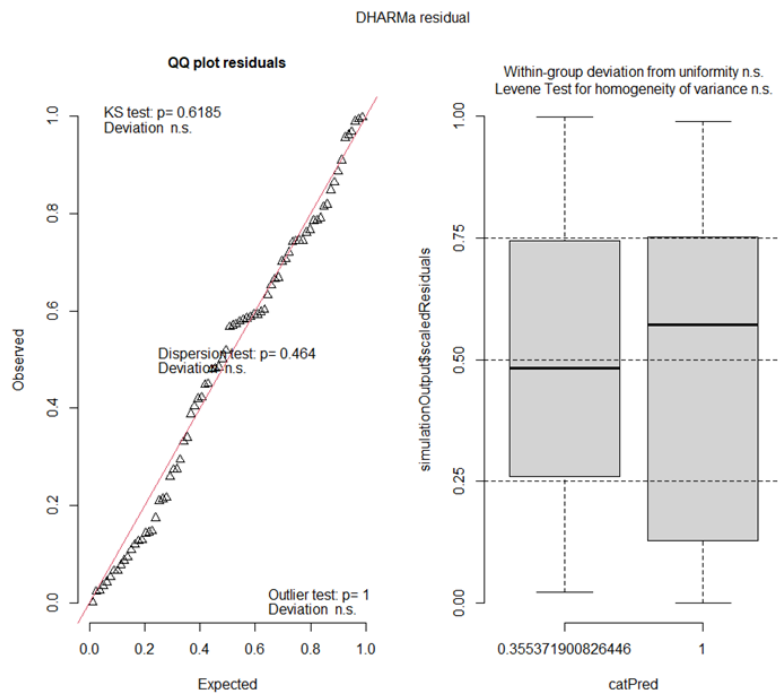 DHARMa residual
QQ plot residuals
KS test: p= 0.6185
Deviation n.s.
Dispersion test: p= 0.464
Deviation n.s.
Outlier test: p= 1
Deviation n.s.
Observed
0.0
0.2
0.4
0.6
0.8
1.0
0.0 0.2 0.4 0.6 0.8 1.0
Expected
Within-group deviation from uniformity n.s.
Levene Test for homogeneity of variance n.s.
simulationOutput$scaledResiduals
0.00
0.25
0.50
0.75
1.00
0.355371900826446 1
catPred